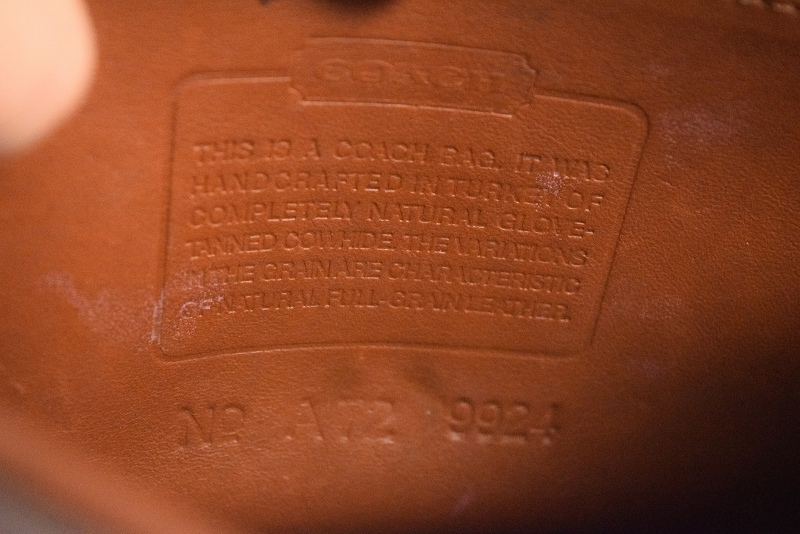 COACH
THIS IS A COACH BAG. IT WAS
HANDCRAFTED IN TURKEY OF
COMPLETELY NATURAL GLOVE-
TANNED COWHIDE. THE VARIATIONS
IN THE GRAIN ARE CHARACTERISTIC
OF NATURAL FULL-GRAIN LEATHER.
No A72 9924